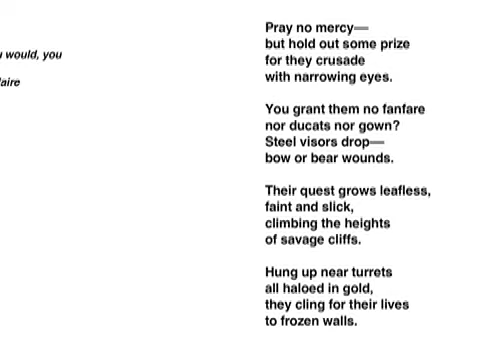 would, you
Pray no mercy—
but hold out some prize
for they crusade
with narrowing eyes.
You grant them no fanfare
nor ducats nor gown?
Steel visors drop—
bow or bear wounds.
Their quest grows leafless,
faint and slick,
climbing the heights
of savage cliffs.
Hung up near turrets
all haloed in gold,
they cling for their lives
to frozen walls.